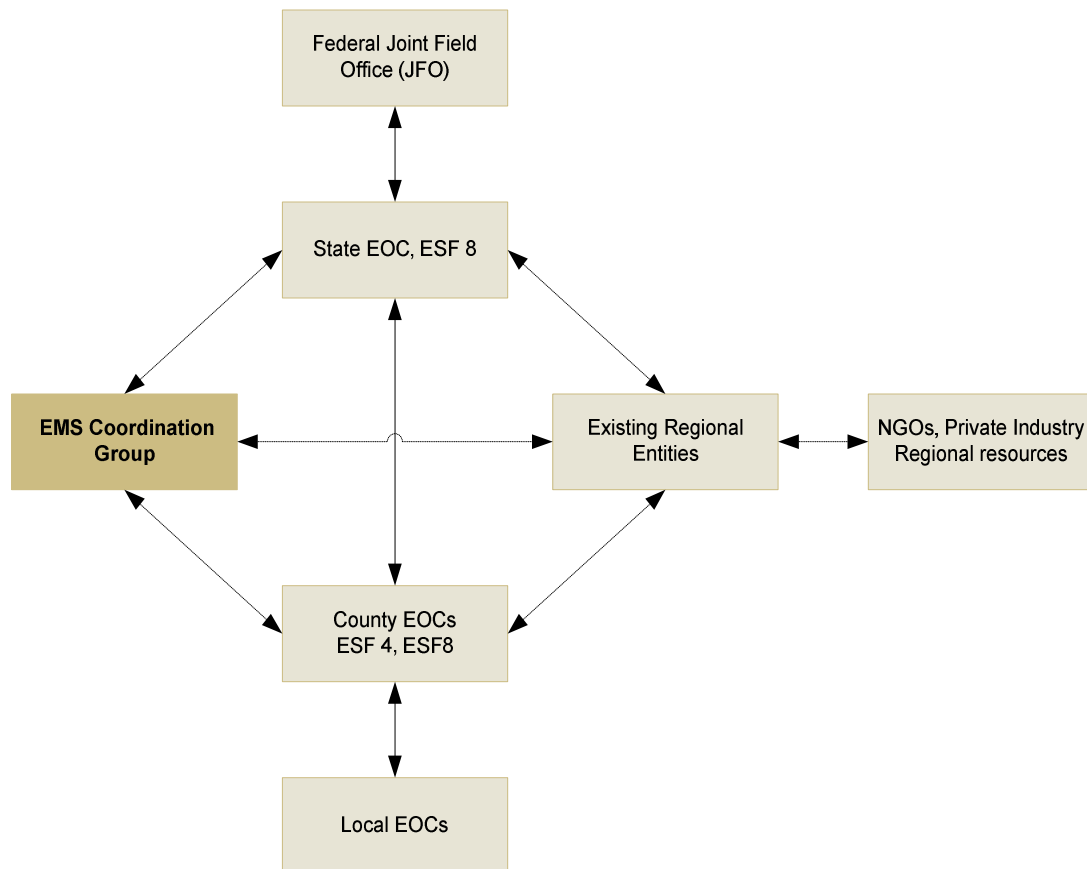 Federal Joint Field
Office (JFO)
State EOC, ESF 8
EMS Coordination
Group
Existing Regional
Entities
NGOs, Private Industry
Regional resources
County EOCs
ESF 4, ESF8
Local EOCs